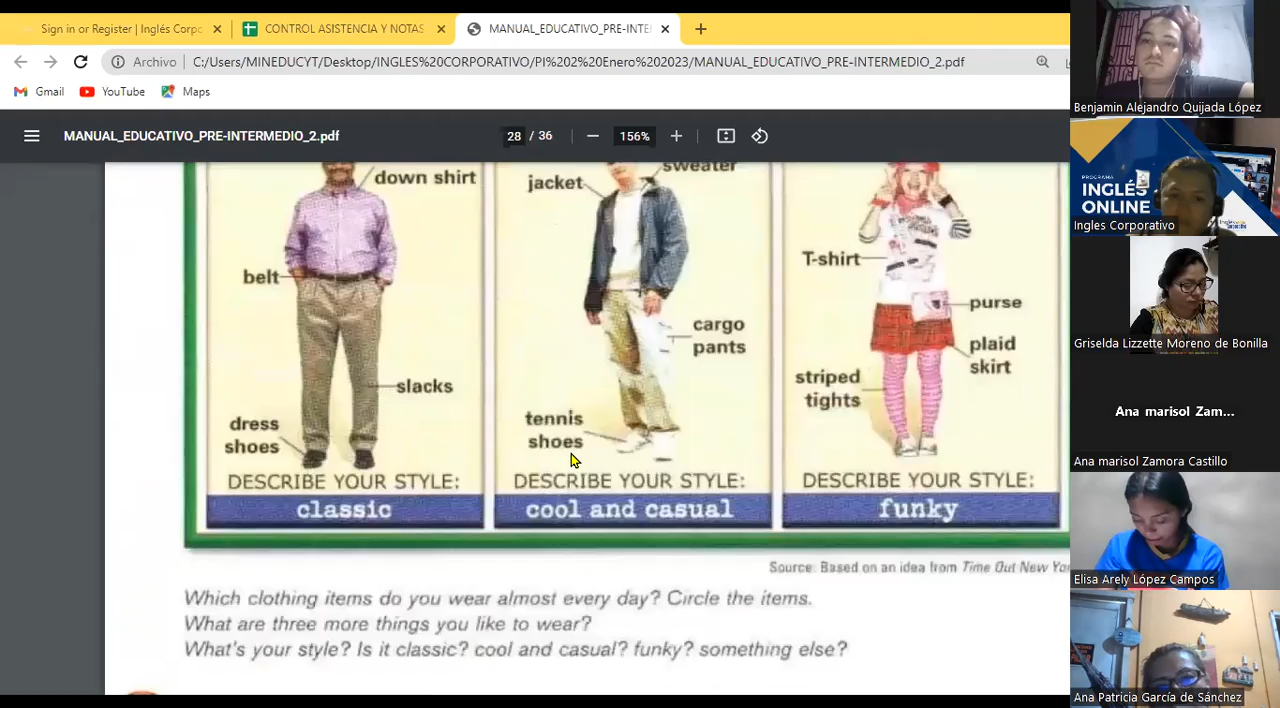 Sign in or Register | Inglés Corpo
CONTROL ASISTENCIA Y NOTAS
MANUAL_EDUCATIVO_PRE-INTE
Archivo
C:/Users/MINEDUCYT/Desktop/INGLES%20CORPORATIVO/PI%202%20Enero%202023/MANUAL_EDUCATIVO_PRE-INTERMEDIO_2.pdf
Gmail
YouTube
Maps
MANUAL_EDUCATIVO_PRE-INTERMEDIO_2.pdf
28 / 36
156%
down shirt
belt
slacks
dress
shoes
DESCRIBE YOUR STYLE:
classic
sweater
jacket
cargo
pants
tennis
shoes
DESCRIBE YOUR STYLE:
cool and casual
T-shirt
purse
plaid
skirt
striped
tights
DESCRIBE YOUR STYLE:
funky
Source: Based on an idea from Time Out New Yo
Which clothing items do you wear almost every day? Circle the items.
What are three more things you like to wear?
What's your style? Is it classic? cool and casual? funky? something else?
Benjamin Alejandro Quijada López
PROGRAMA
INGLÉS
ONLINE
Ingles Corporativo
Griselda Lizzette Moreno de Bonilla
Ana marisol Zam...
Ana marisol Zamora Castillo
Elisa Arely López Campos
Ana Patricia García de Sánchez